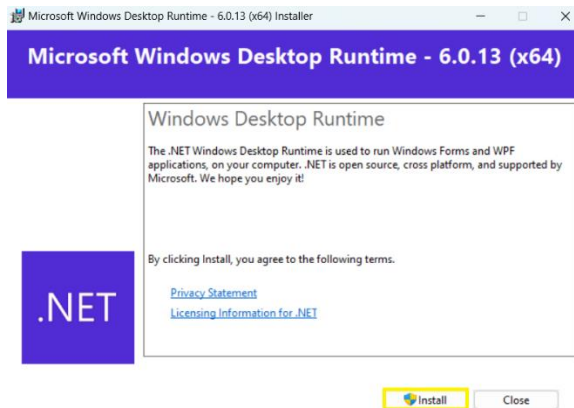 Microsoft Windows Desktop Runtime - 6.0.13 (x64) Installer
Microsoft Windows Desktop Runtime - 6.0.13 (x64)
Windows Desktop Runtime
The .NET Windows Desktop Runtime is used to run Windows Forms and WPF
applications, on your computer. .NET is open source, cross platform, and supported by
Microsoft. We hope you enjoy it!
By clicking Install, you agree to the following terms.
Privacy Statement
.NET
Licensing Information for .NET
Install
Close